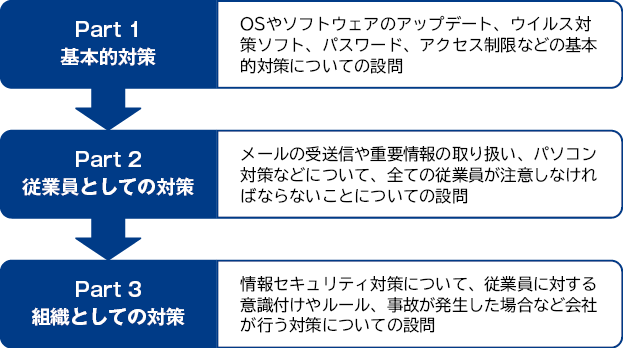 Part 1
基本的対策
OSやソフトウェアのアップデート、ウイルス対
策ソフト、パスワード、アクセス制限などの基本
的対策についての設問
Part 2
従業員としての対策
メールの受送信や重要情報の取り扱い、パソコン
対策などについて、全ての従業員が注意しなけれ
ばならないことについての設問
Part 3
組織としての対策
情報セキュリティ対策について、従業員に対する
意識付けやルール、事故が発生した場合など会社
が行う対策についての設問